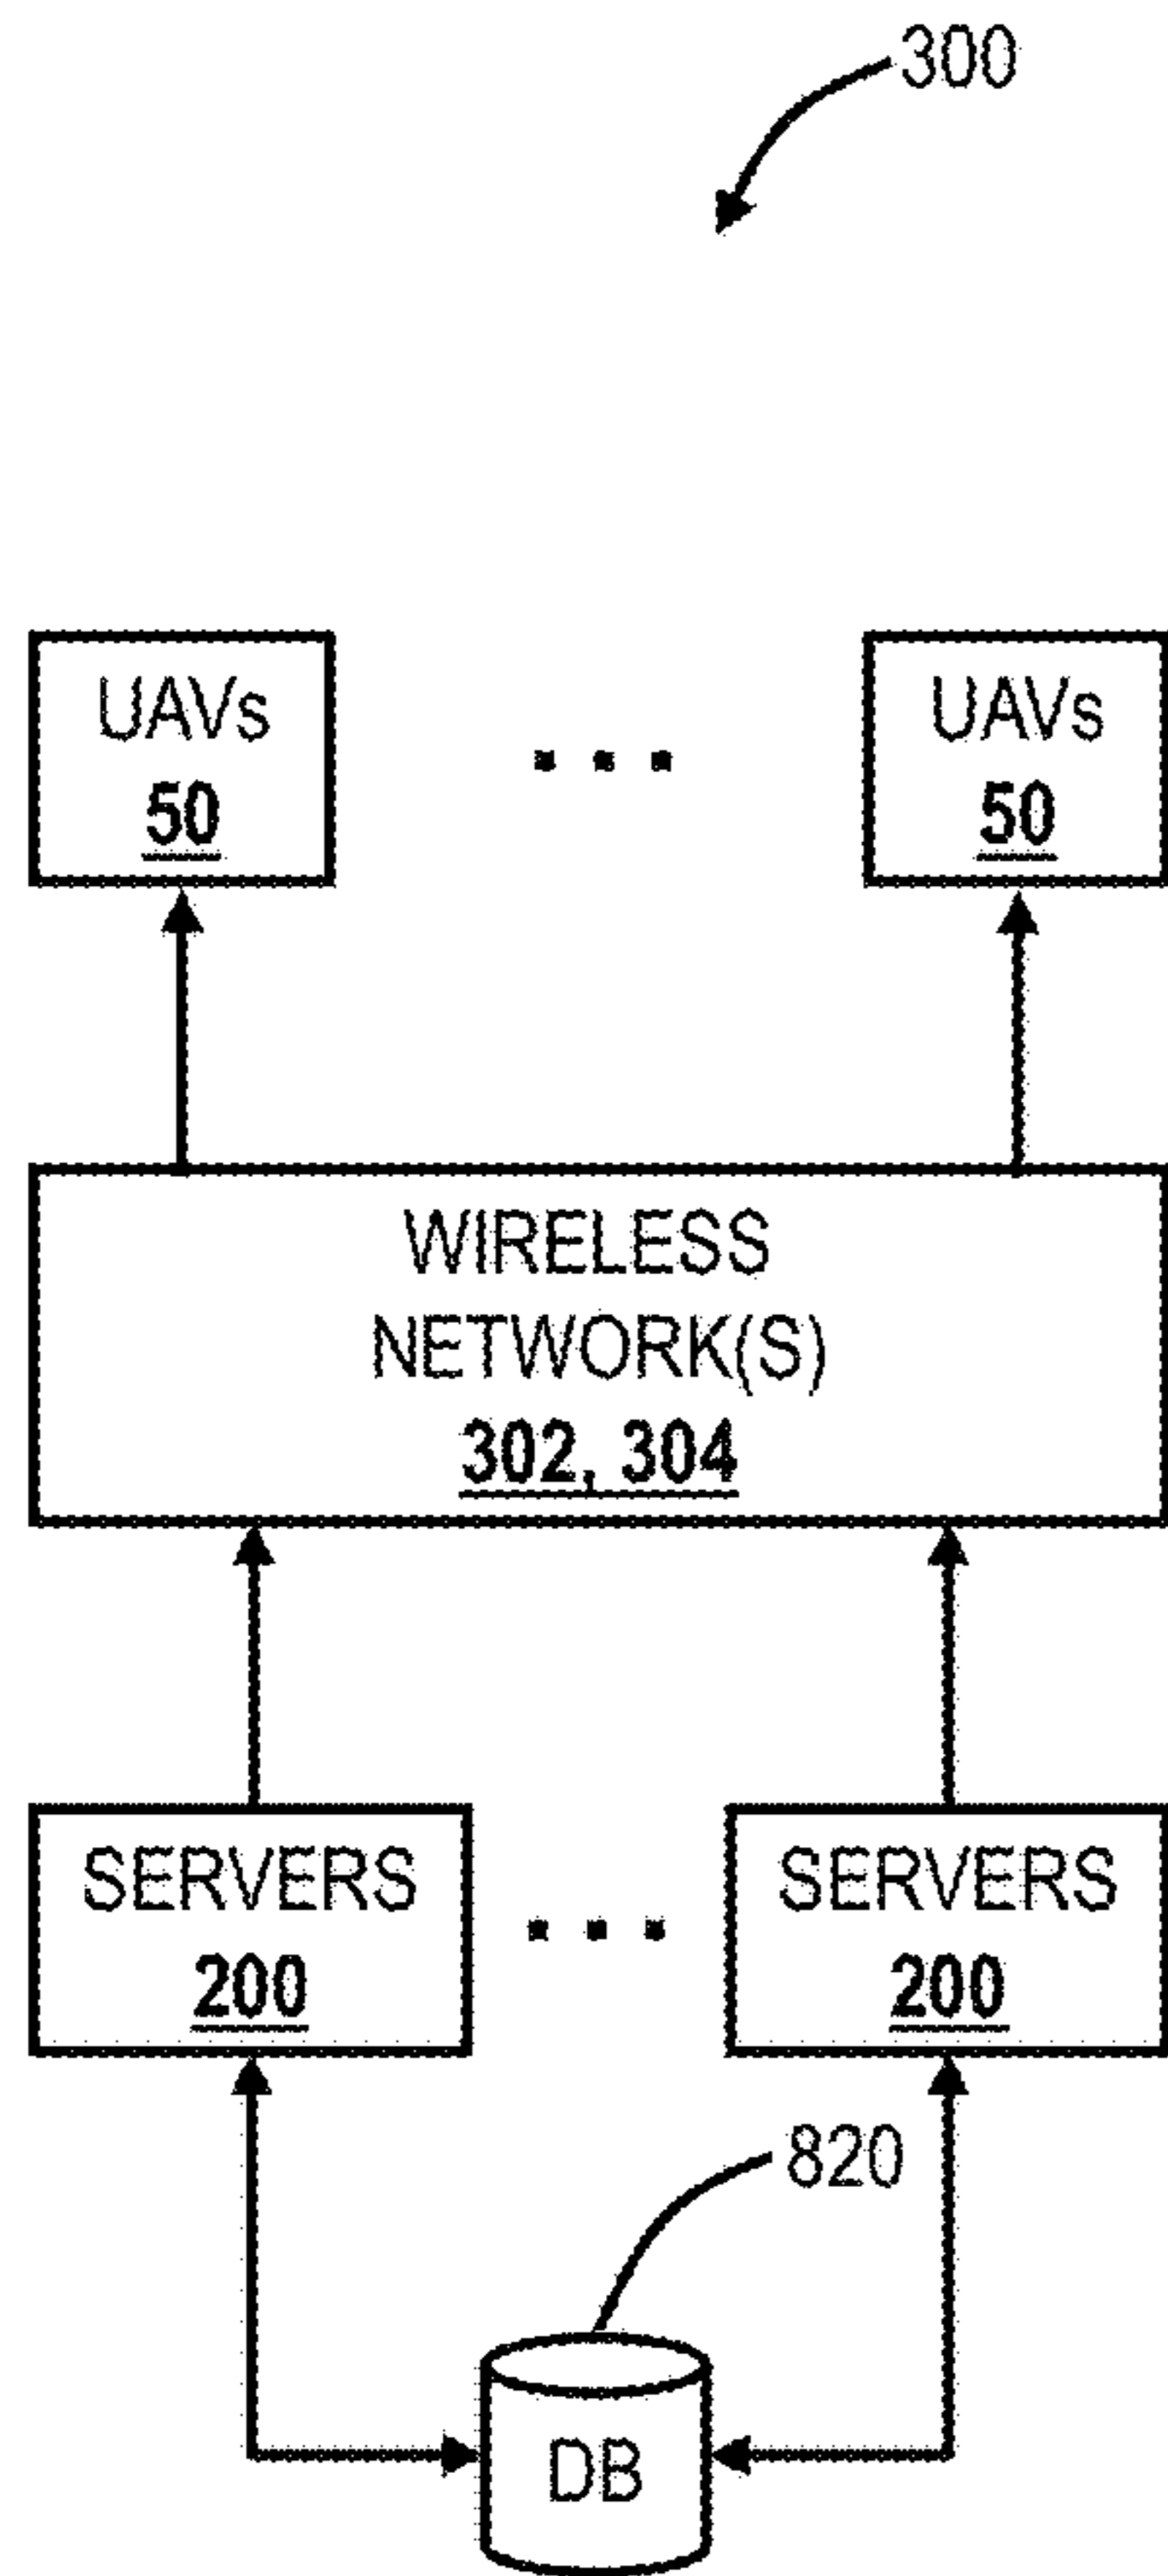 300
UAVs
50
UAVs
50
WIRELESS
NETWORK(S)
302, 304
SERVERS
200
SERVERS
200
820
DB